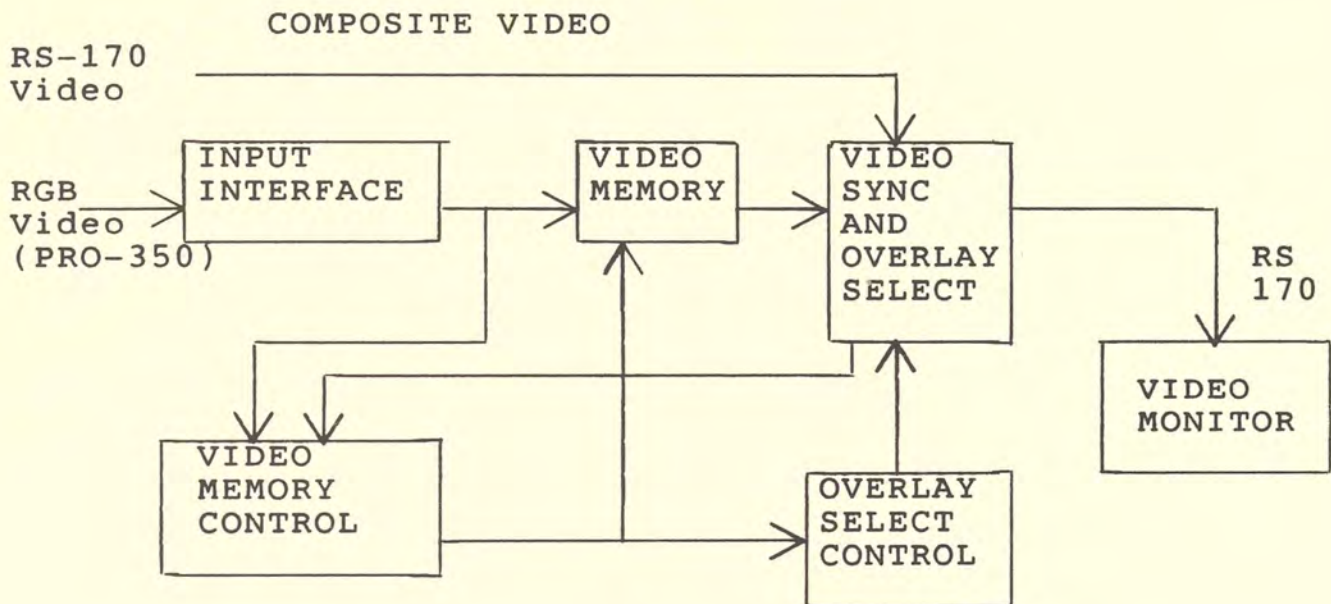 COMPOSITE VIDEO
RS-170
Video
RGB
Video
(PRO-350)
INPUT
INTERFACE
VIDEO
MEMORY
VIDEO
SYNC
AND
OVERLAY
SELECT
RS
170
VIDEO
MONITOR
VIDEO
MEMORY
CONTROL
OVERLAY
SELECT
CONTROL